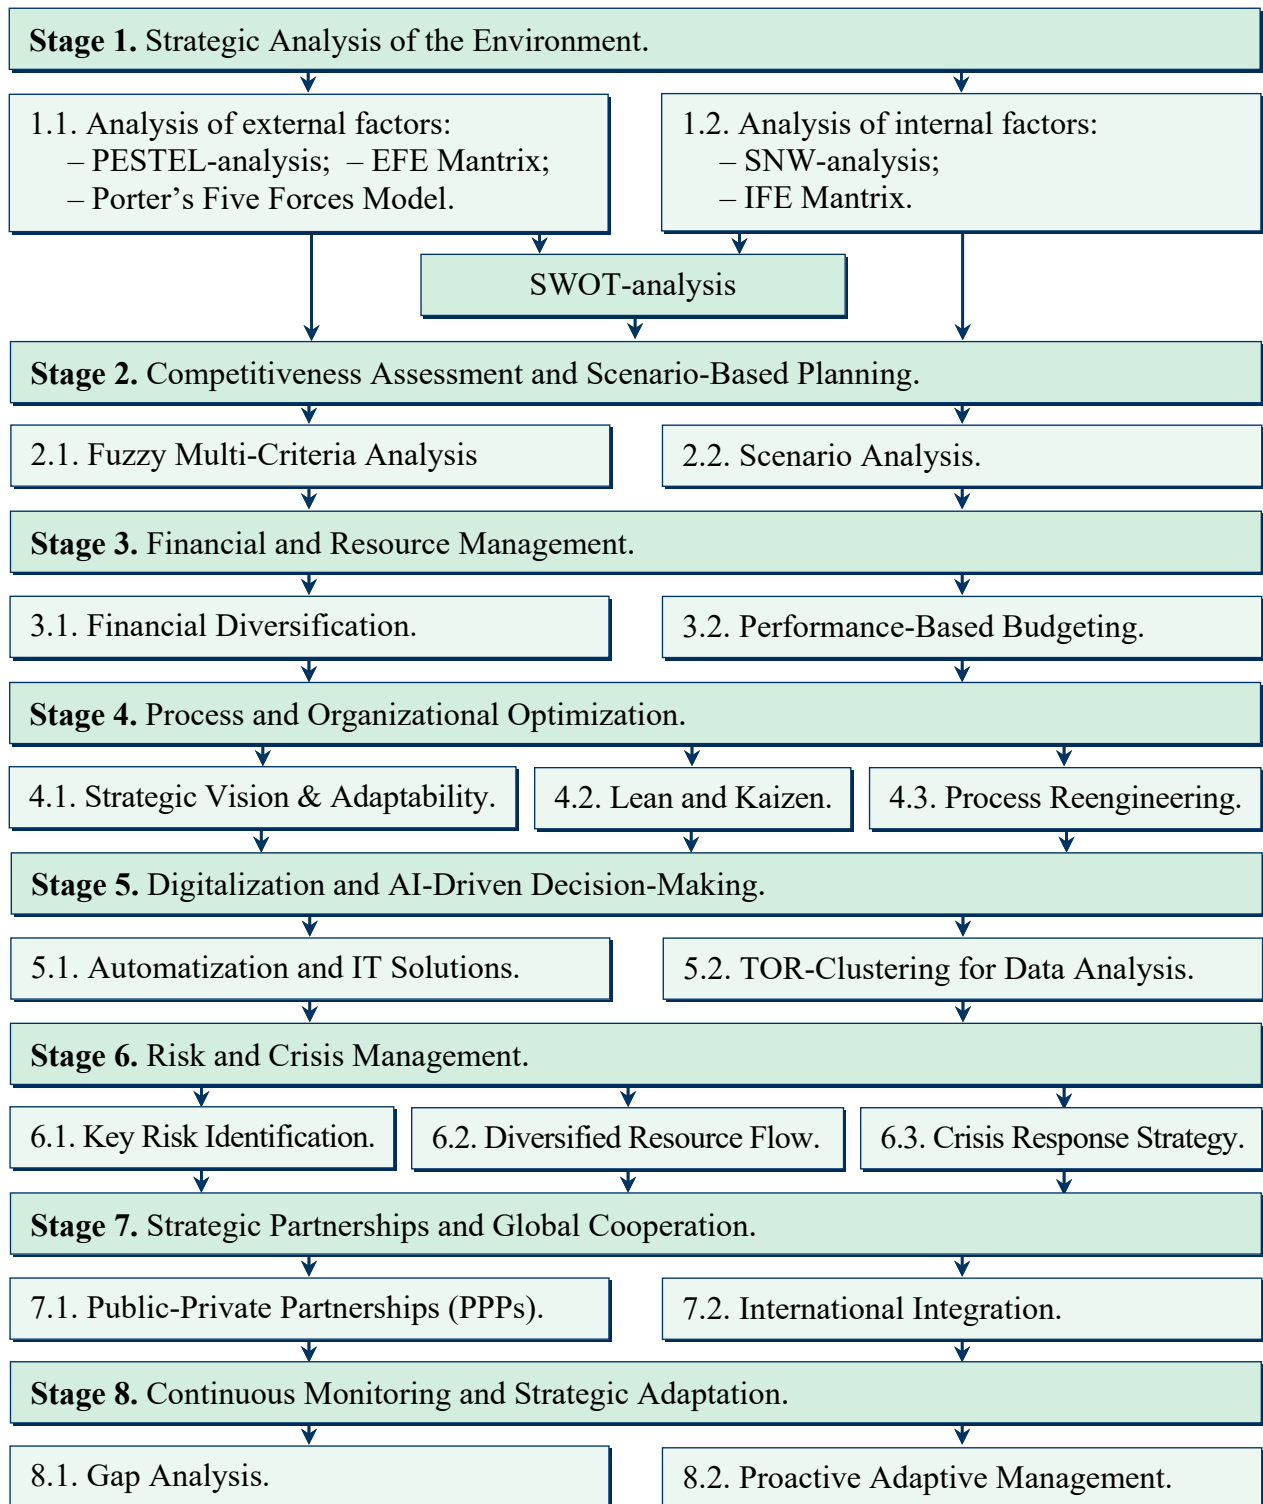 Stage 1. Strategic Analysis of the Environment.
1.1. Analysis of external factors:
– PESTEL-analysis; – EFE Mantrix;
– Porter’s Five Forces Model.
1.2. Analysis of internal factors:
– SNW-analysis;
– IFE Mantrix.
SWOT-analysis
Stage 2. Competitiveness Assessment and Scenario-Based Planning.
2.1. Fuzzy Multi-Criteria Analysis
2.2. Scenario Analysis.
Stage 3. Financial and Resource Management.
3.1. Financial Diversification.
3.2. Performance-Based Budgeting.
Stage 4. Process and Organizational Optimization.
4.1. Strategic Vision & Adaptability.
4.2. Lean and Kaizen.
4.3. Process Reengineering.
Stage 5. Digitalization and AI-Driven Decision-Making.
5.1. Automatization and IT Solutions.
5.2. TOR-Clustering for Data Analysis.
Stage 6. Risk and Crisis Management.
6.1. Key Risk Identification.
6.2. Diversified Resource Flow.
6.3. Crisis Response Strategy.
Stage 7. Strategic Partnerships and Global Cooperation.
7.1. Public-Private Partnerships (PPPs).
7.2. International Integration.
Stage 8. Continuous Monitoring and Strategic Adaptation.
8.1. Gap Analysis.
8.2. Proactive Adaptive Management.